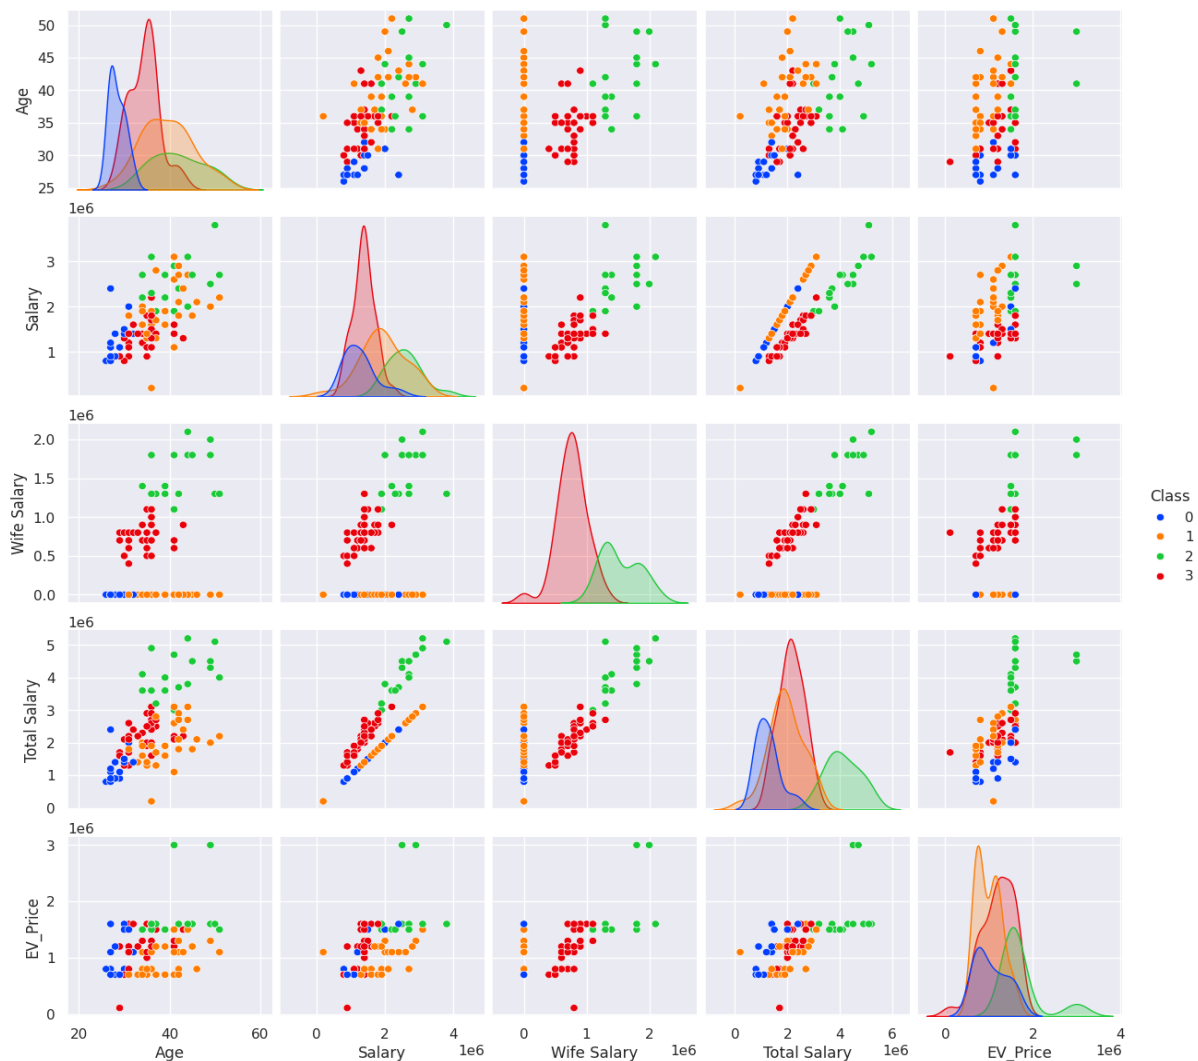 50
45
40
35
30
25
Age
1e6
3
2
1
Salary
1e6
2.0
1.5
1.0
0.5
0.0
Wife Salary
1e6
5
4
3
2
1
0
Total Salary
1e6
3
2
1
0
EV_Price
20 40 60
Age
0 2 4
1e6
Salary
0 1 2
1e6
Wife Salary
0 2 4 6
1e6
Total Salary
0 2 4
1e6
EV_Price
Class
0
1
2
3